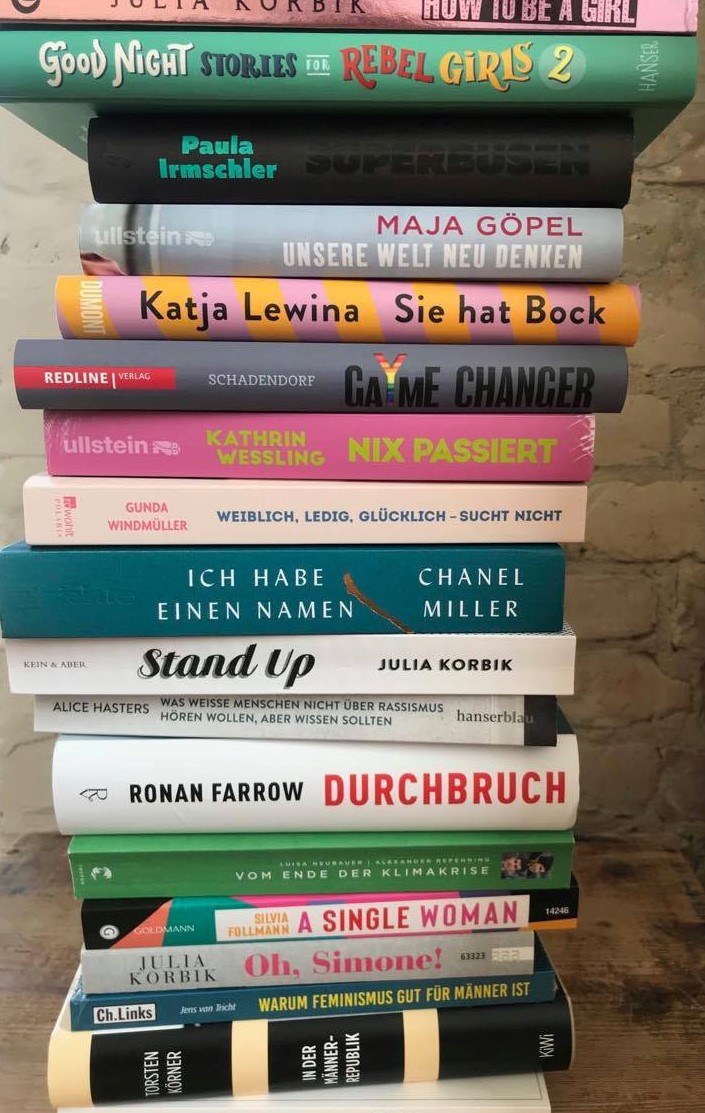 JULIA KORBIK HOW TO BE A GIRL
GOOD NIGHT STORIES FOR REBEL GIRLS 2 HANSER
Paula
Irmschler
SUPERBUSEN
ullstein MAJA GÖPEL
UNSERE WELT NEU DENKEN
DUMONT Katja Lewina Sie hat Bock
REDLINE | VERLAG SCHADENDORF GAYME CHANGER
ullstein KATHRIN
WESSLING
NIX PASSIERT
GUNDA
WINDMÜLLER
WEIBLICH, LEDIG, GLÜCKLICH – SUCHT NICHT
ICH HABE
EINEN NAMEN
CHANEL
MILLER
KEIN & ABER Stand Up JULIA KORBIK
ALICE HASTERS
WAS WEISSE MENSCHEN NICHT ÜBER RASSISMUS
HÖREN WOLLEN, ABER WISSEN SOLLTEN
hanserblau
RONAN FARROW DURCHBRUCH
LUISA NEUBAUER | ALEXANDER REPENNING
VOM ENDE DER KLIMAKRISE
GOLDMANN SILVIA
FOLLMANN
A SINGLE WOMAN 14246
JULIA
KORBIK
Oh, Simone! 63323
Ch.Links Jens van Tricht WARUM FEMINISMUS GUT FÜR MÄNNER IST
TORSTEN
KÖRNER
IN DER
MÄNNER-
REPUBLIK
KiWi